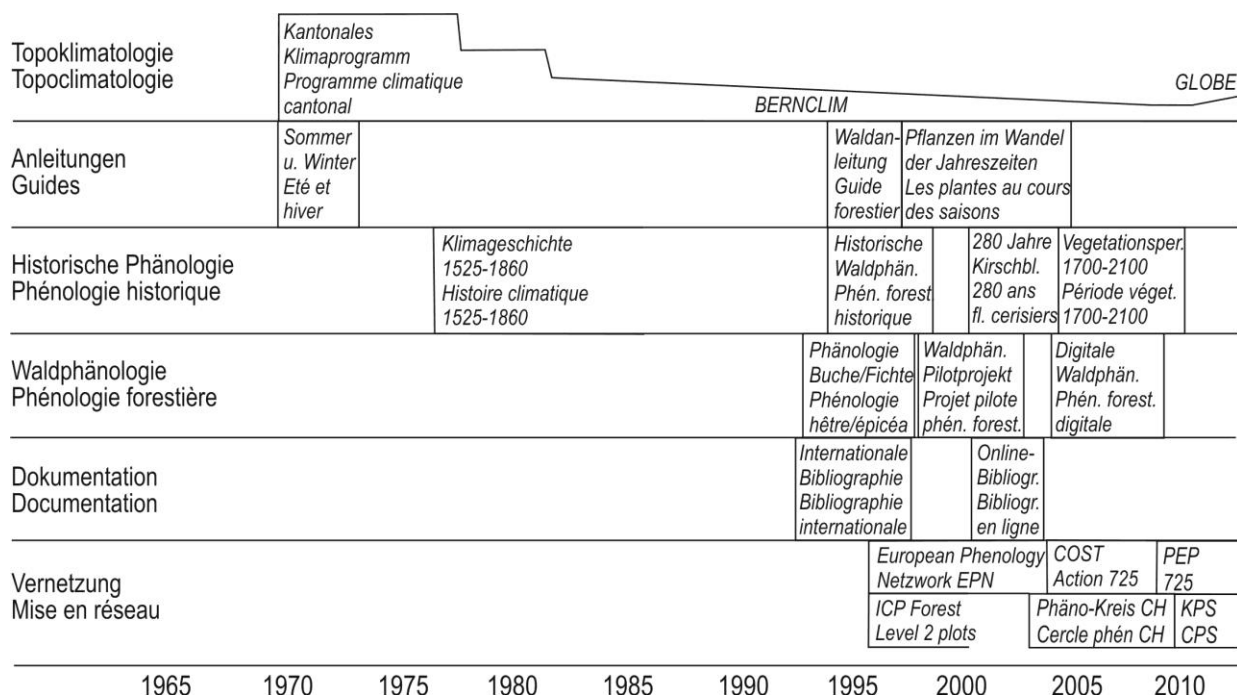 Topoklimatologie
Topoclimatologie
Kantonales
Klimaprogramm
Programme climatique
cantonal
BERNCLIM
GLOBE
Anleitungen
Guides
Sommer
u. Winter
Eté et
hiver
Waldan-
leitung
Guide
forestier
Pflanzen im Wandel
der Jahreszeiten
Les plantes au cours
des saisons
Historische Phänologie
Phénologie historique
Klimageschichte
1525-1860
Histoire climatique
1525-1860
Historische
Waldphän.
Phén. forest.
historique
280 Jahre
Kirschbl.
280 ans
fl. cerisiers
Vegetationsper.
1700-2100
Période véget.
1700-2100
Waldphänologie
Phénologie forestière
Phänologie
Buche/Fichte
Phénologie
hêtre/épicéa
Waldphän.
Pilotprojekt
Projet pilote
phén. forest.
Digitale
Waldphän.
Phén. forest.
digitale
Dokumentation
Documentation
Internationale
Bibliographie
Bibliographie
internationale
Online-
Bibliogr.
Bibliogr.
en ligne
Vernetzung
Mise en réseau
European Phenology
Netzwork EPN
COST
Action 725
PEP
725
ICP Forest
Level 2 plots
Phäno-Kreis CH
Cercle phén CH
KPS
CPS
1965 1970 1975 1980 1985 1990 1995 2000 2005 2010